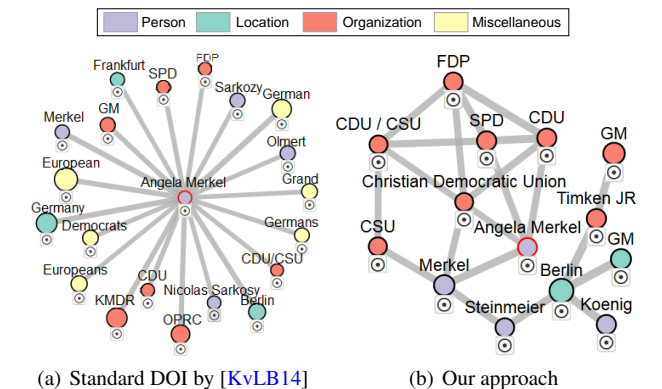 Person Location Organization Miscellaneous
Frankfurt
SPD
FDP
Sarkozy
German
Merkel
GM
Olmert
European
Angela Merkel
Grand
Germany
Democrats
Germans
Europeans
CDU
Nicolas Sarkosy
CDU/CSU
KMDR
OPRC
Berlin
(a) Standard DOI by [KvLB14]
FDP
CDU / CSU
SPD
CDU
GM
Christian Democratic Union
Timken JR
CSU
Angela Merkel
GM
Merkel
Berlin
Steinmeier
Koenig
(b) Our approach